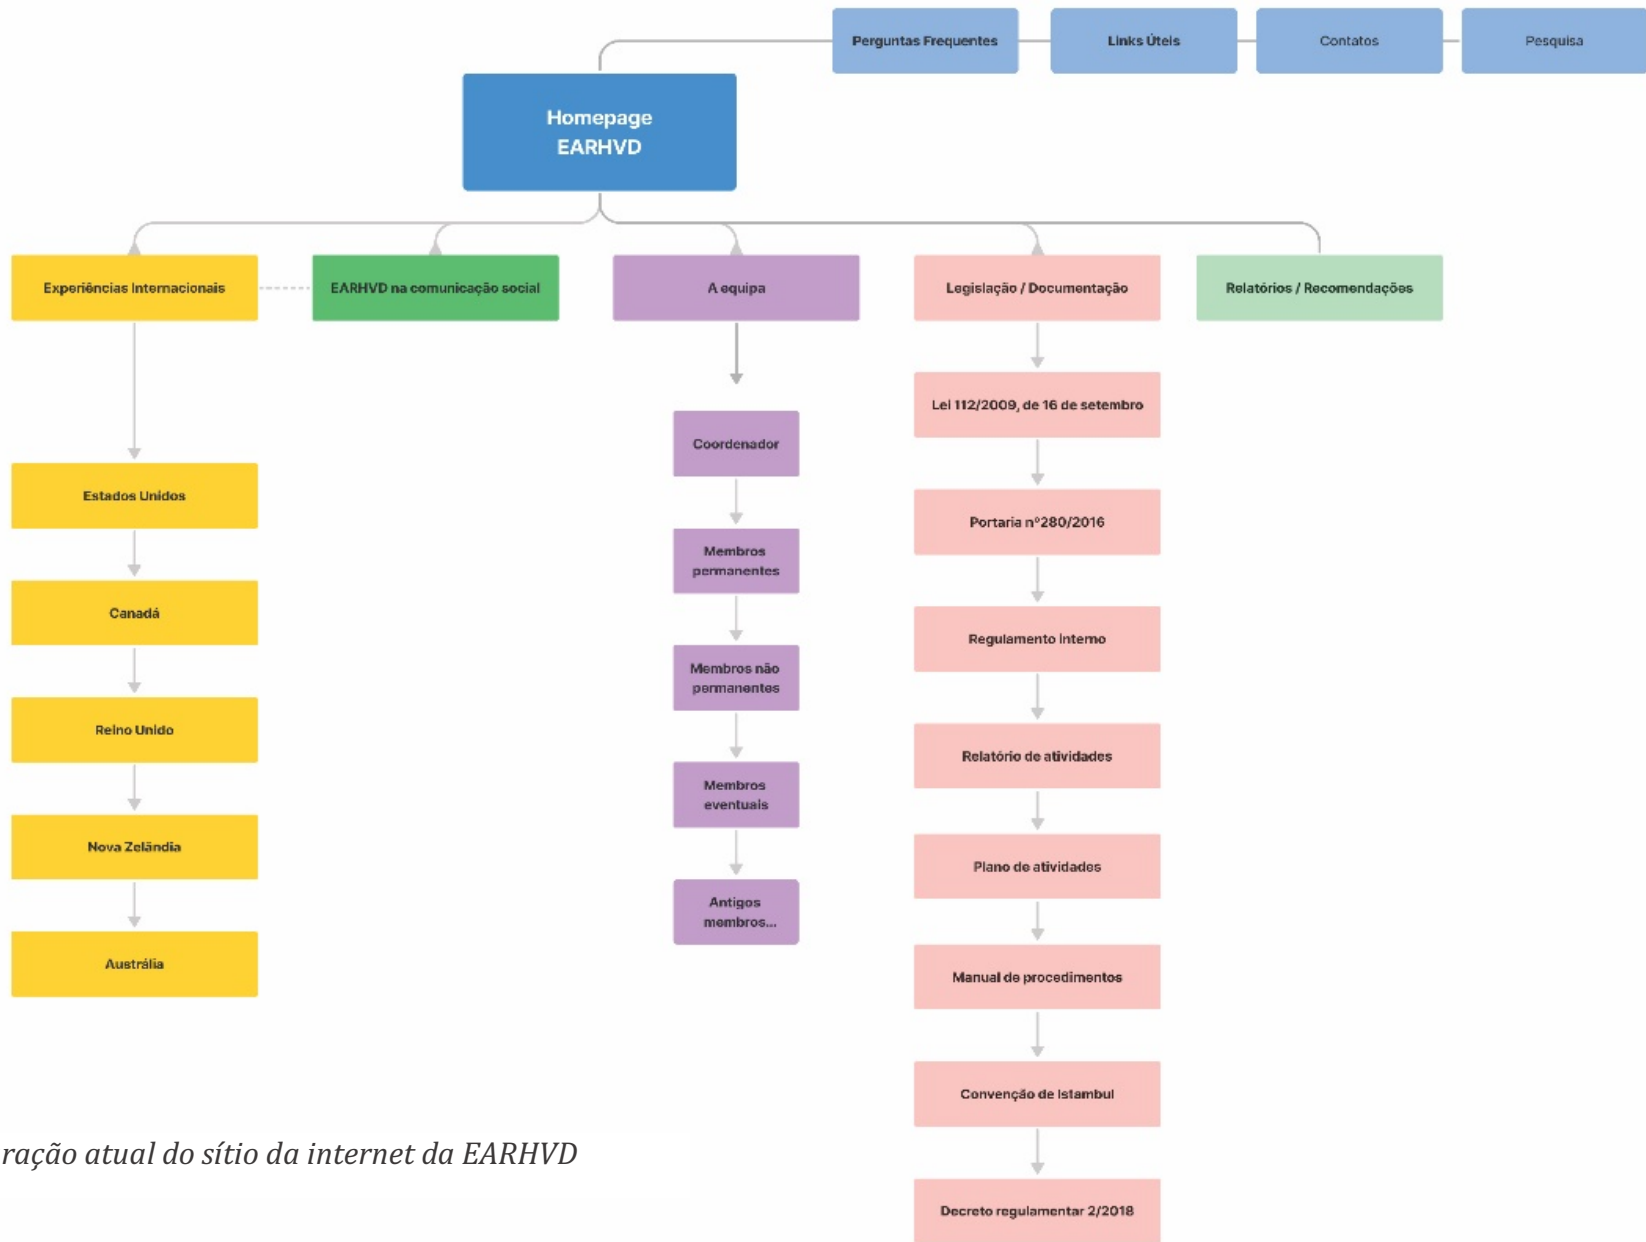 Perguntas Frequentes
Links Úteis
Contatos
Pesquisa
Homepage
EARHVD
Experiências Internacionais
EARHVD na comunicação social
A equipa
Legislação / Documentação
Relatórios / Recomendações
Estados Unidos
Canadá
Reino Unido
Nova Zelândia
Austrália
Coordenador
Membros
permanentes
Membros não
permanentes
Membros
eventuais
Antigos
membros...
Lei 112/2009, de 16 de setembro
Portaria nº280/2016
Regulamento interno
Relatório de atividades
Plano de atividades
Manual de procedimentos
Convenção de Istambul
Decreto regulamentar 2/2018
ração atual do sítio da internet da EARHVD